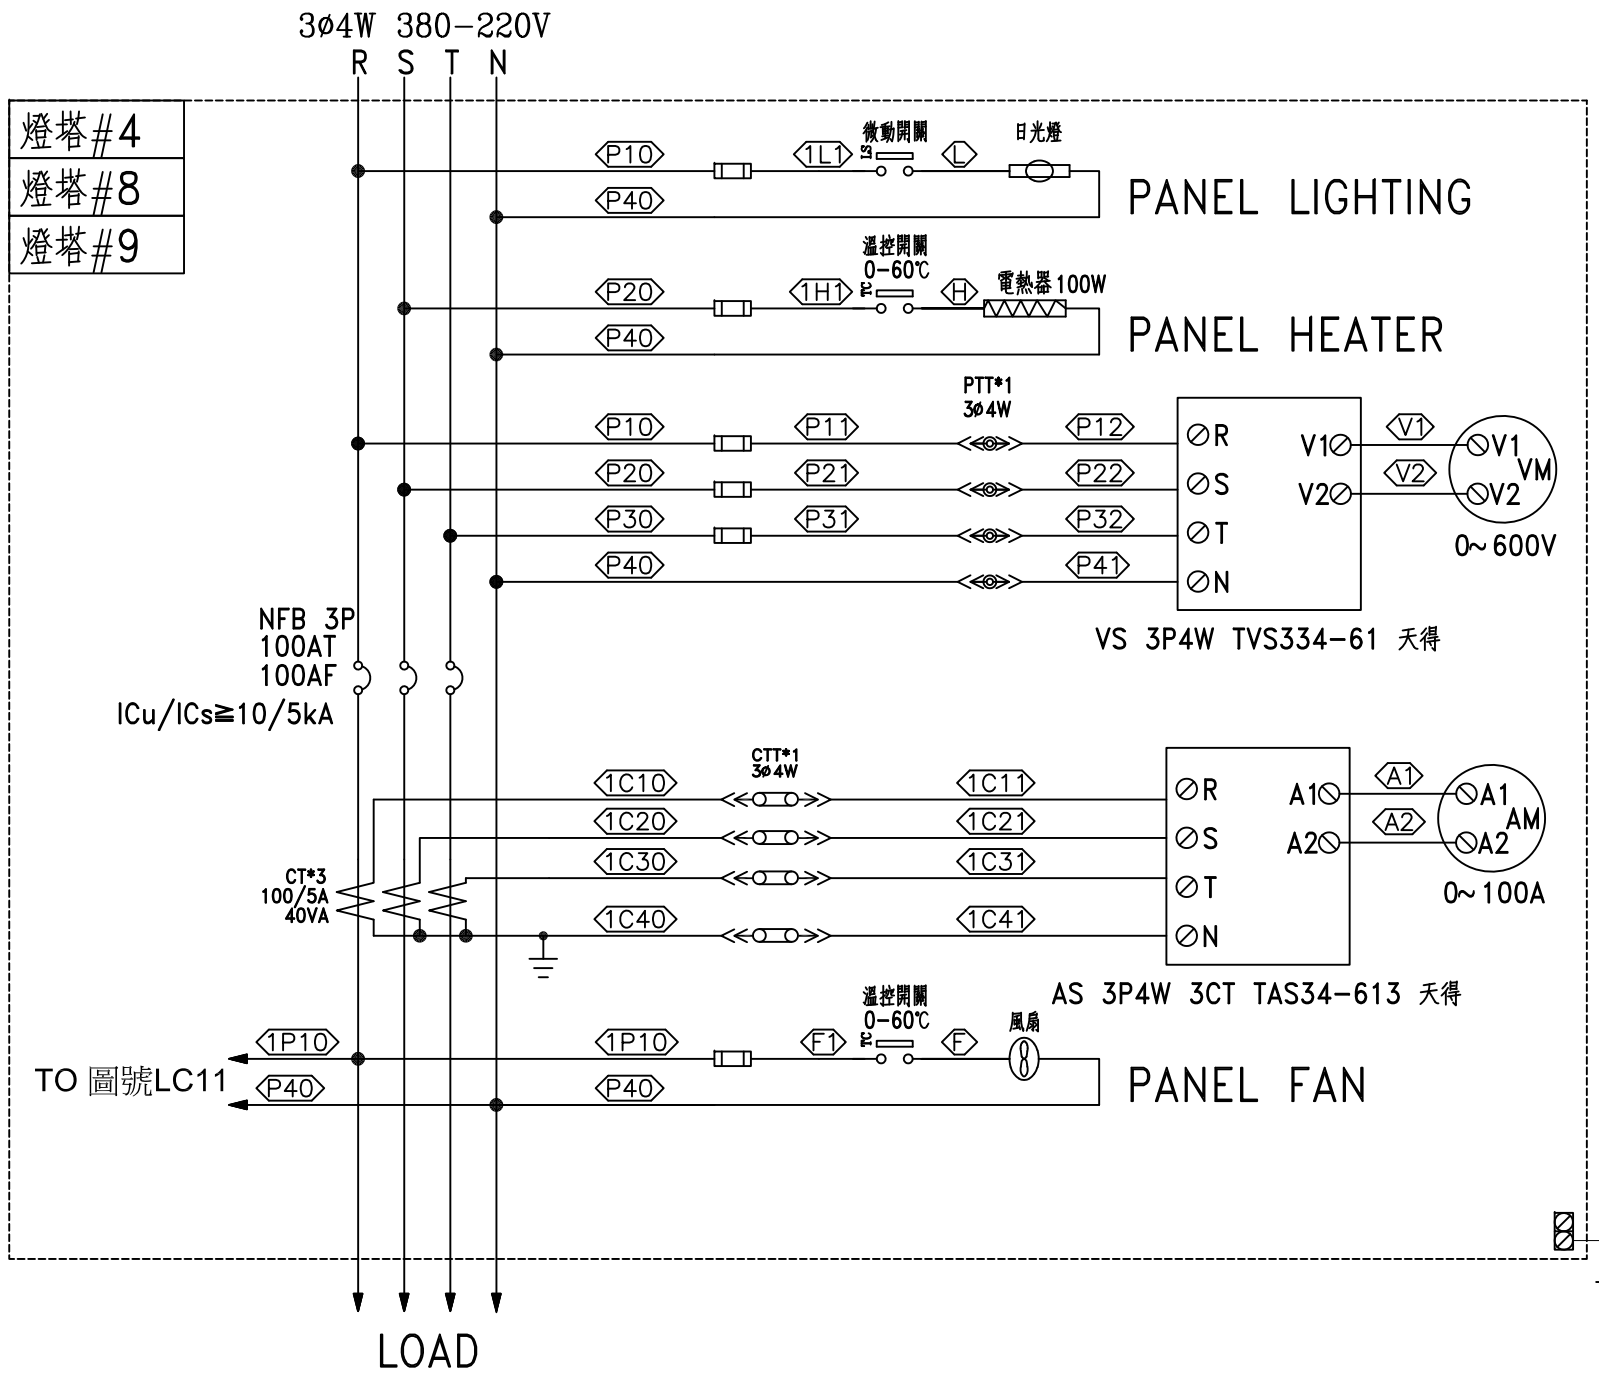 3ø4W 380-220V
R S T N
燈塔#4
燈塔#8
燈塔#9
P10
1L1
微動開關
LS
L
日光燈
P40
PANEL LIGHTING
溫控開關
0-60℃
P20
1H1
TC
H
電熱器100W
P40
PANEL HEATER
PTT*1
3ø4W
P10
P11
P12
R
V1
V1
V1
P20
P21
P22
S
V2
V2
V2
VM
P30
P31
P32
T
0~600V
P40
P41
N
VS 3P4W TVS334-61 天得
NFB 3P
100AT
100AF
ICu/ICs≧10/5kA
CTT*1
3ø4W
1C10
1C11
R
A1
A1
A1
1C20
1C21
S
A2
A2
A2
AM
1C30
1C31
T
0~100A
CT*3
100/5A
40VA
1C40
1C41
N
AS 3P4W 3CT TAS34-613 天得
溫控開關
0-60℃
1P10
1P10
F1
TC
F
風扇
TO 圖號LC11
P40
P40
PANEL FAN
LOAD